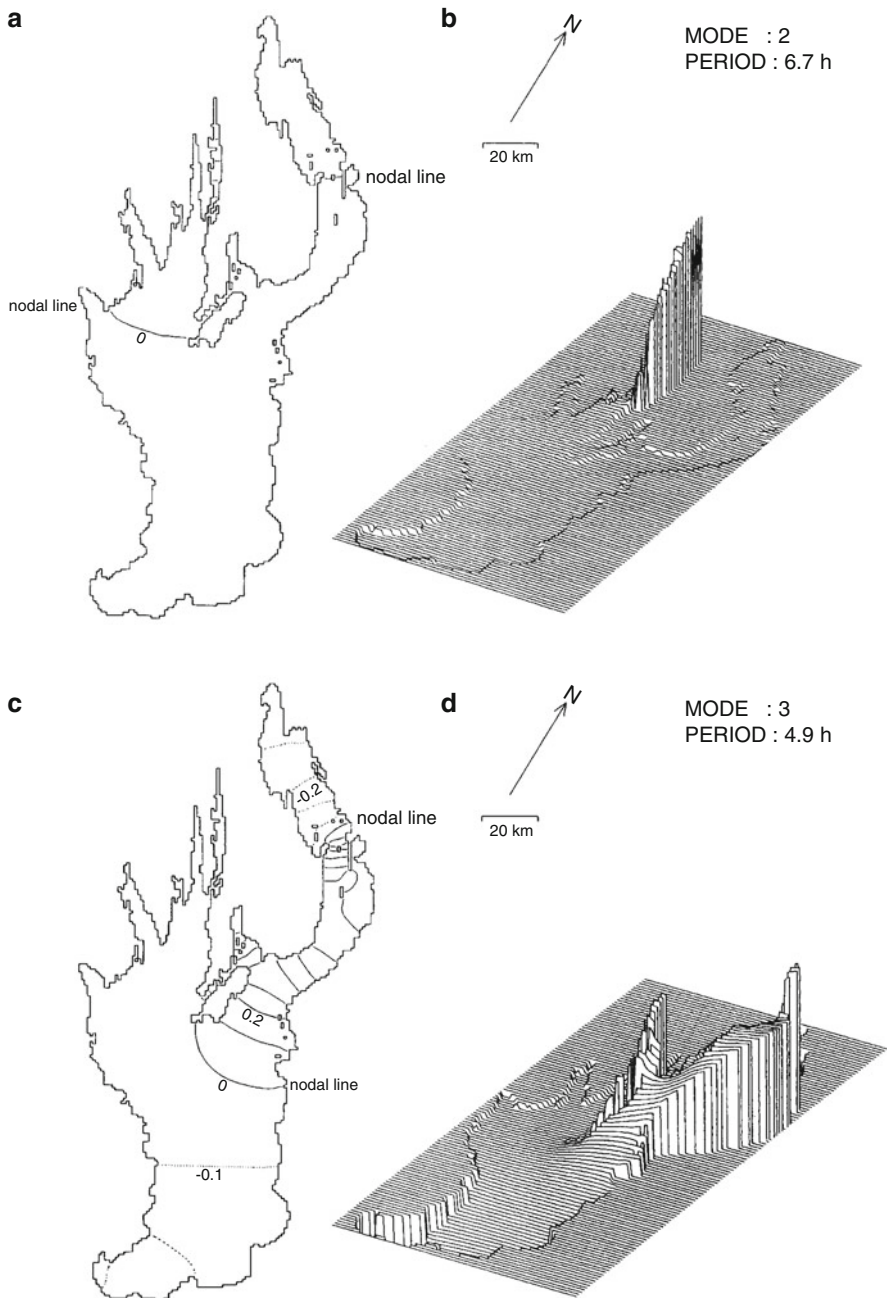 a
b
N
MODE : 2
PERIOD : 6.7 h
20 km
nodal line
nodal line
0
c
d
N
MODE : 3
PERIOD : 4.9 h
20 km
-0.2
nodal line
0.2
0
nodal line
-0.1